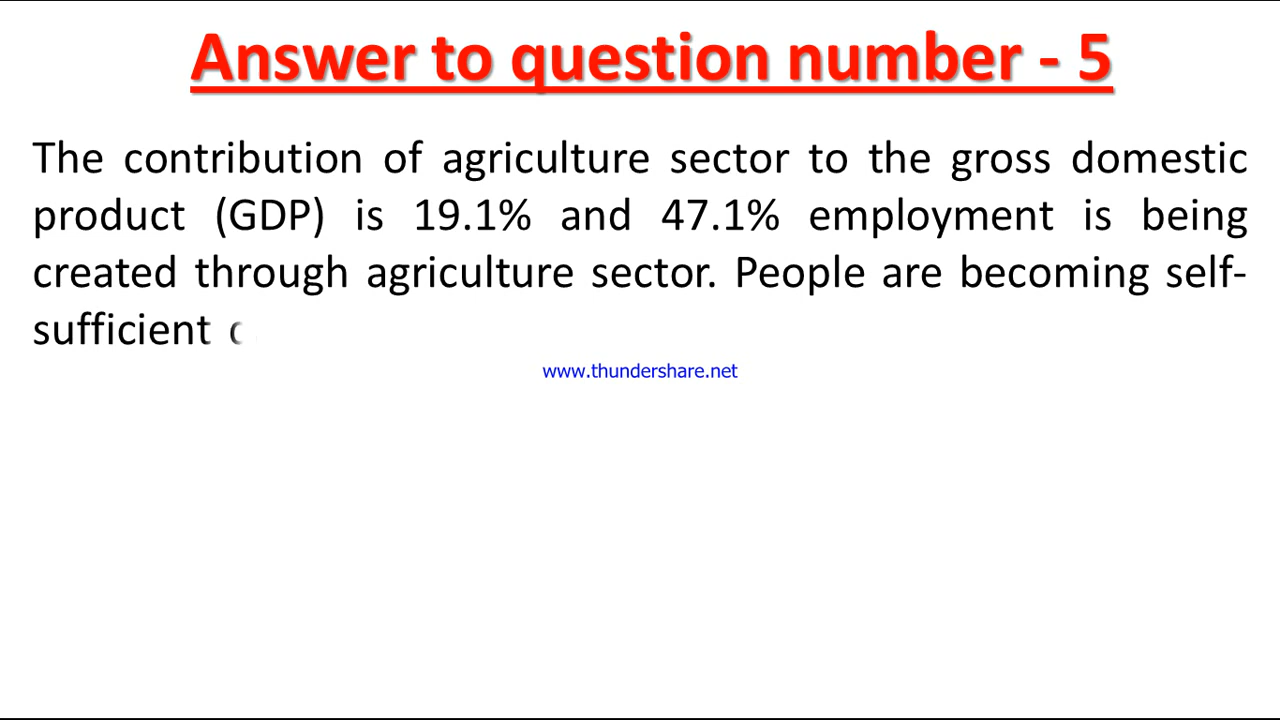 Answer to question number - 5
The contribution of agriculture sector to the gross domestic
product (GDP) is 19.1% and 47.1% employment is being
created through agriculture sector. People are becoming self-
sufficient
www.thundershare.net